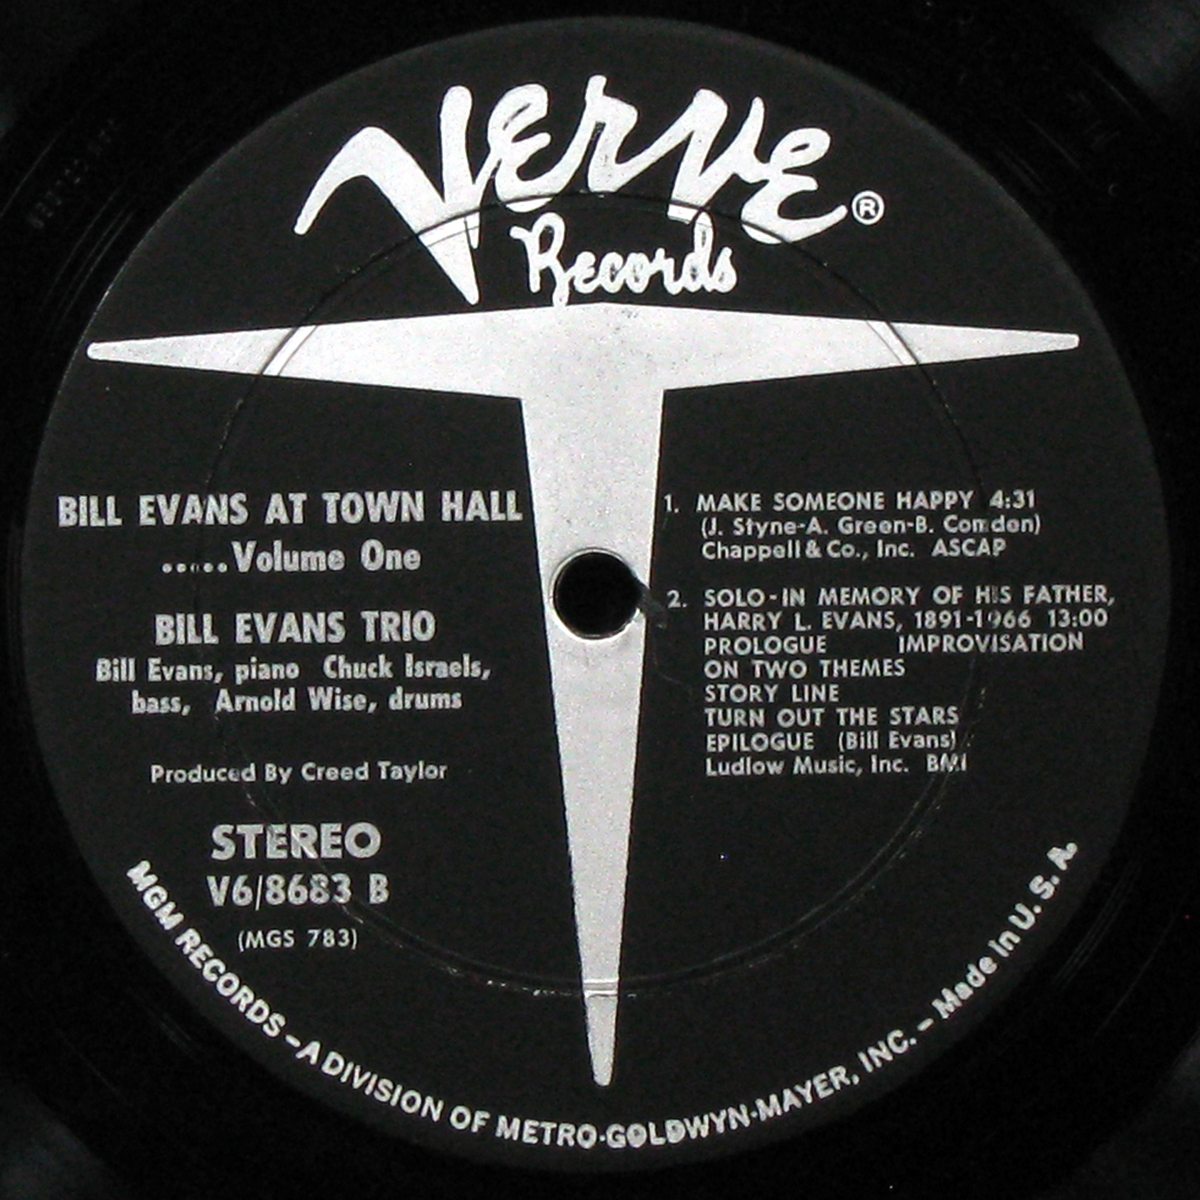 Verve ®
Records
BILL EVANS AT TOWN HALL
.....Volume One
BILL EVANS TRIO
Bill Evans, piano Chuck Israels,
bass, Arnold Wise, drums
Produced By Creed Taylor
STEREO
V6/8683 B
(MGS 783)
1. MAKE SOMEONE HAPPY 4:31
(J. Styne-A. Green-B. Comden)
Chappell & Co., Inc. ASCAP
2. SOLO-IN MEMORY OF HIS FATHER,
HARRY L. EVANS, 1891-1966 13:00
PROLOGUE IMPROVISATION
ON TWO THEMES
STORY LINE
TURN OUT THE STARS
EPILOGUE (Bill Evans)
Ludlow Music, Inc. BMI
MGM RECORDS – A DIVISION OF METRO-GOLDWYN-MAYER, INC. – Made in U. S. A.